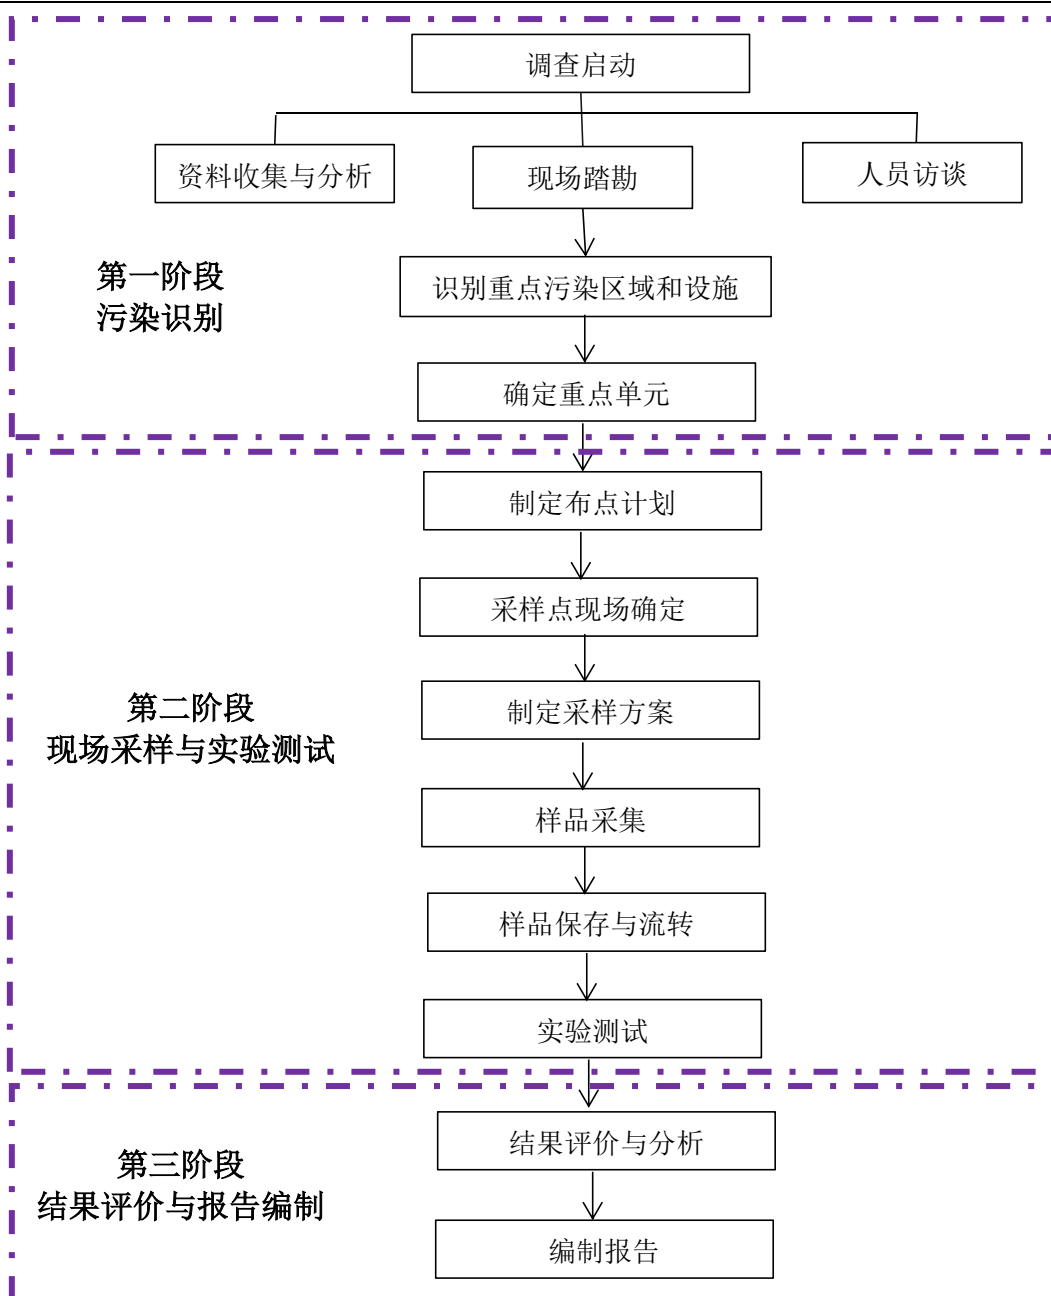 调查启动
资料收集与分析
现场踏勘
人员访谈
第一阶段
污染识别
识别重点污染区域和设施
确定重点单元
制定布点计划
采样点现场确定
第二阶段
现场采样与实验测试
制定采样方案
样品采集
样品保存与流转
实验测试
第三阶段
结果评价与报告编制
结果评价与分析
编制报告